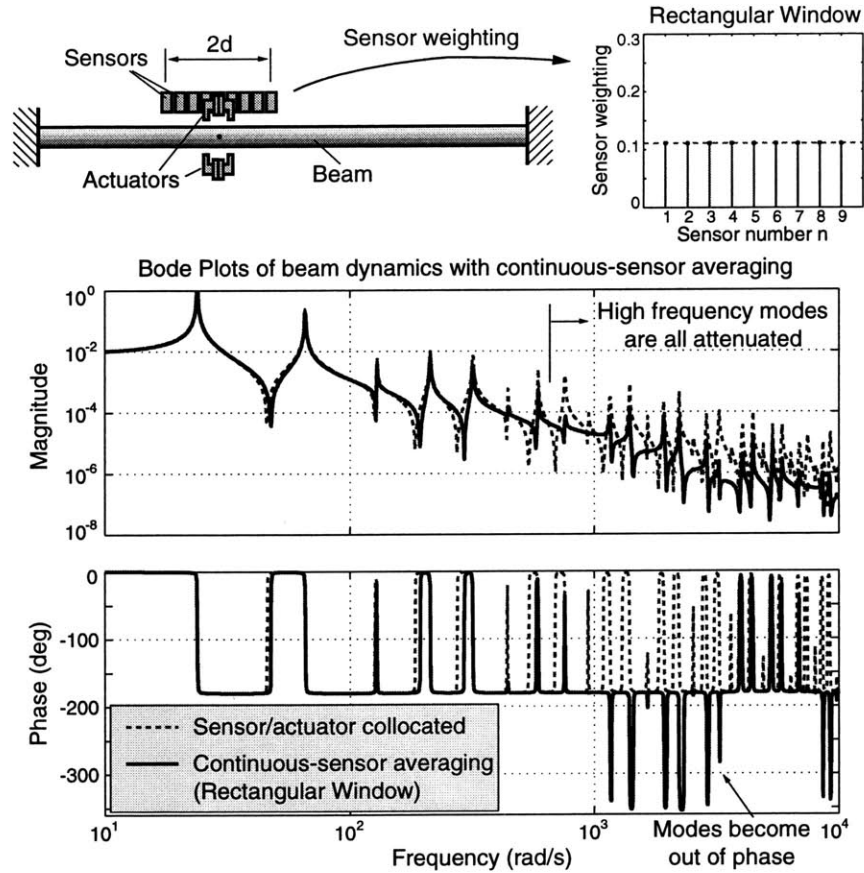 2d
Sensors
Sensor weighting
Actuators
Beam
Rectangular Window
Sensor weighting
0.3
0.2
0.1
0
1 2 3 4 5 6 7 8 9
Sensor number n
Bode Plots of beam dynamics with continuous-sensor averaging
High frequency modes
are all attenuated
Magnitude
10^0
10^-2
10^-4
10^-6
10^-8
Phase (deg)
0
-100
-200
-300
Sensor/actuator collocated
Continuous-sensor averaging
(Rectangular Window)
Modes become
out of phase
10^1 10^2 10^3 10^4
Frequency (rad/s)